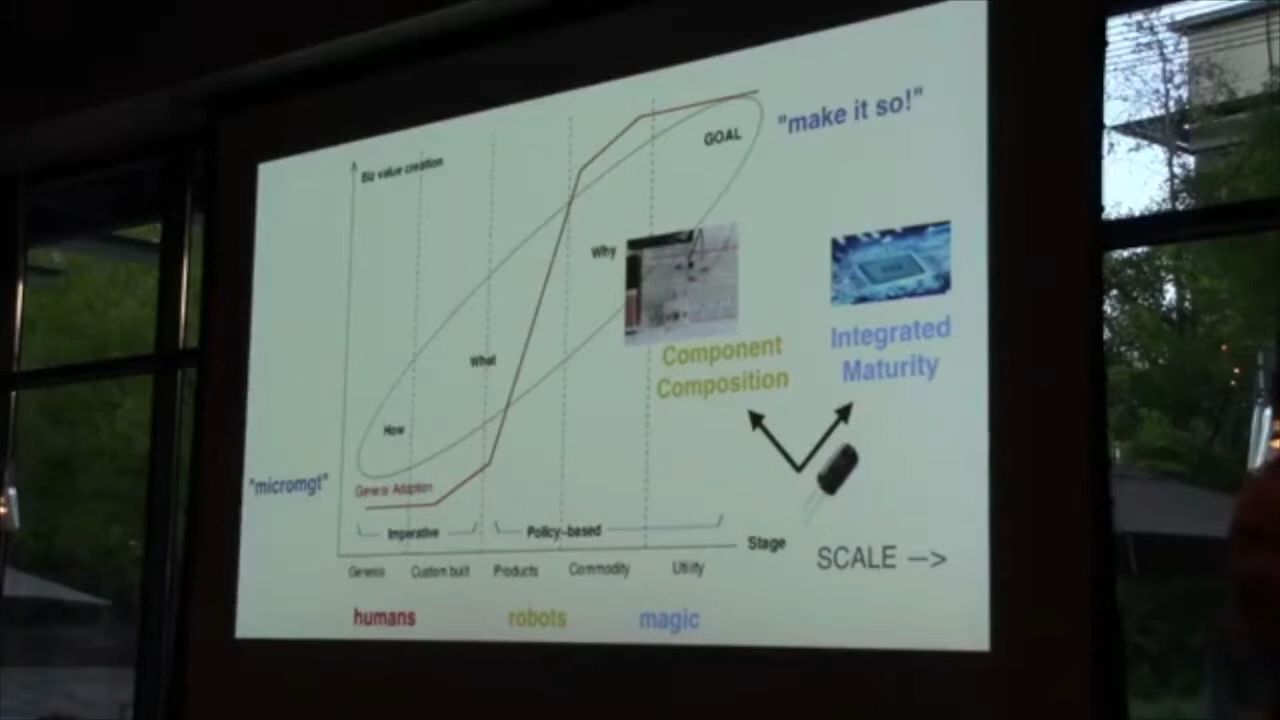 "make it so!"
GOAL
Biz value creation
Why
Integrated
Maturity
Component
Composition
What
How
"micromgt"
General Adoption
Imperative
Policy-based
Stage
SCALE —>
Genesis
Custom built
Products
Commodity
Utility
humans
robots
magic